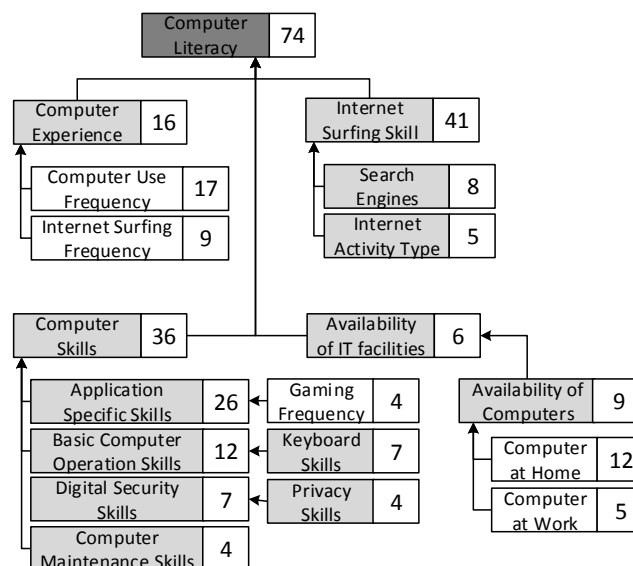 Computer
Literacy
74
Computer
Experience
16
Internet
Surfing Skill
41
Computer Use
Frequency
17
Search
Engines
8
Internet Surfing
Frequency
9
Internet
Activity Type
5
Computer
Skills
36
Availability
of IT facilities
6
Application
Specific Skills
26
Gaming
Frequency
4
Availability of
Computers
9
Basic Computer
Operation Skills
12
Keyboard
Skills
7
Computer
at Home
12
Digital Security
Skills
7
Privacy
Skills
4
Computer
at Work
5
Computer
Maintenance Skills
4